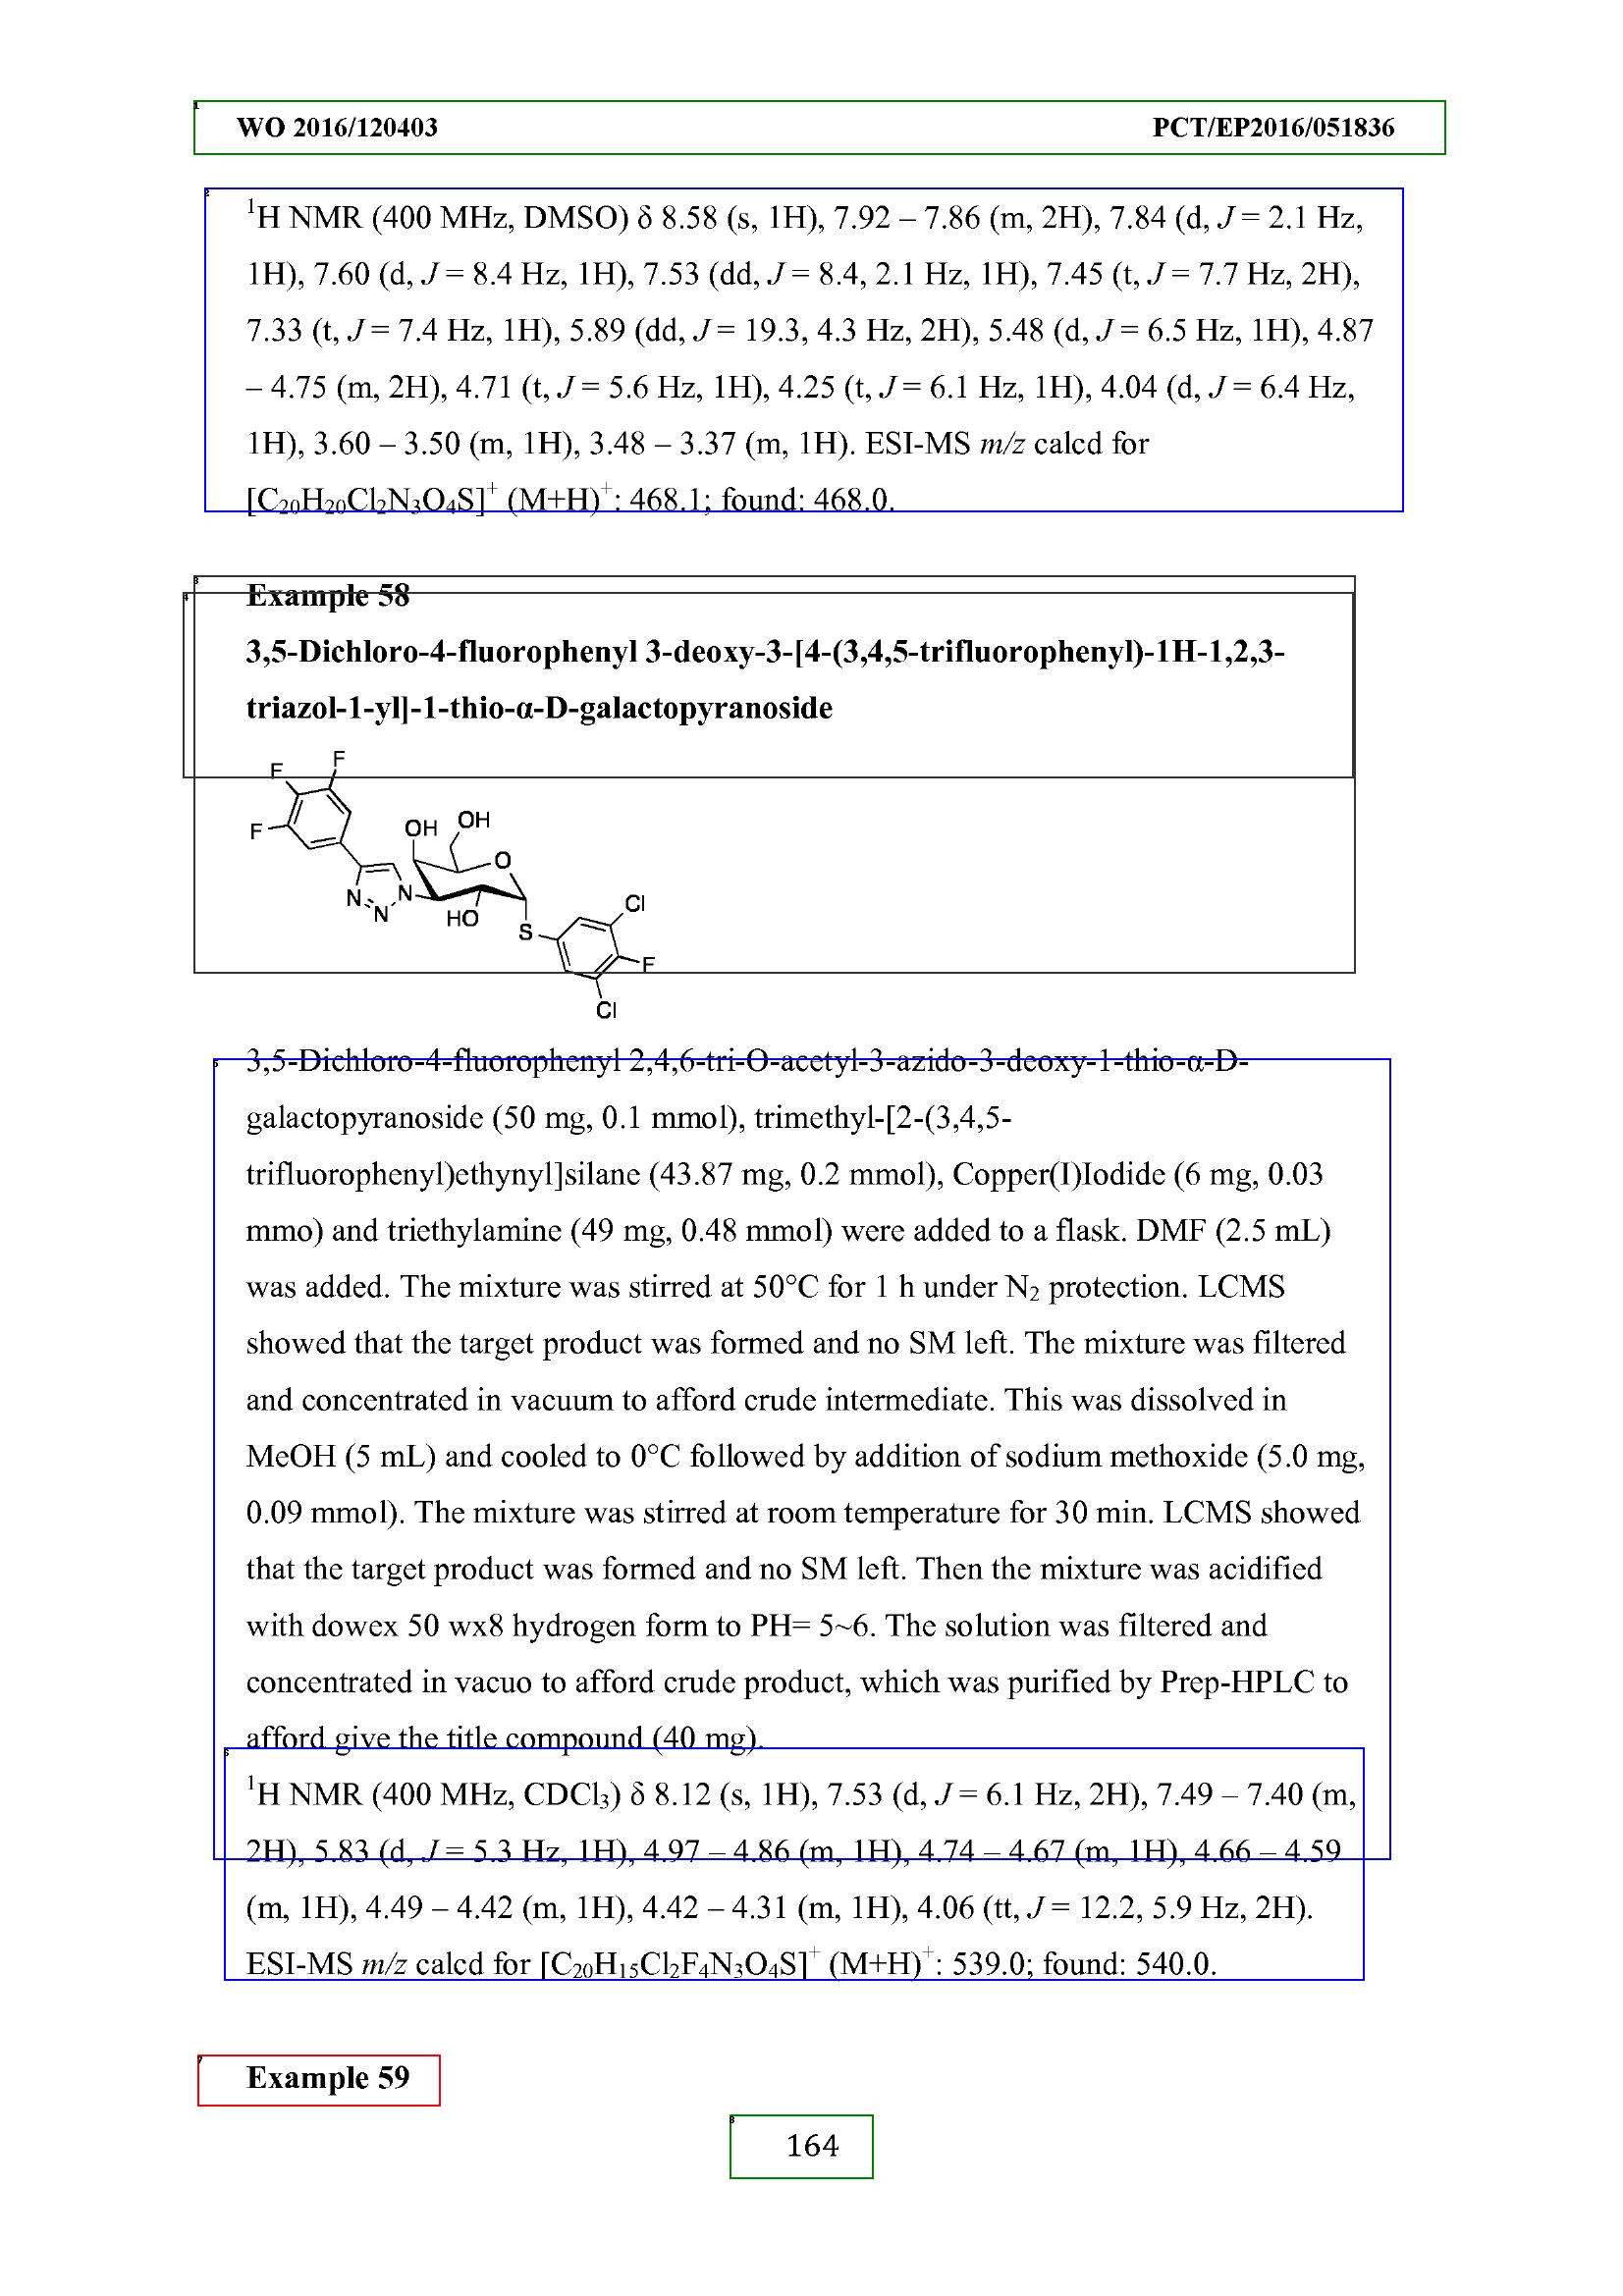 WO 2016/120403 PCT/EP2016/051836
¹H NMR (400 MHz, DMSO) δ 8.58 (s, 1H), 7.92 – 7.86 (m, 2H), 7.84 (d, J = 2.1 Hz,
1H), 7.60 (d, J = 8.4 Hz, 1H), 7.53 (dd, J = 8.4, 2.1 Hz, 1H), 7.45 (t, J = 7.7 Hz, 2H),
7.33 (t, J = 7.4 Hz, 1H), 5.89 (dd, J = 19.3, 4.3 Hz, 2H), 5.48 (d, J = 6.5 Hz, 1H), 4.87
– 4.75 (m, 2H), 4.71 (t, J = 5.6 Hz, 1H), 4.25 (t, J = 6.1 Hz, 1H), 4.04 (d, J = 6.4 Hz,
1H), 3.60 – 3.50 (m, 1H), 3.48 – 3.37 (m, 1H). ESI-MS m/z calcd for
[C₂₀H₂₀Cl₂N₃O₄S]⁺ (M+H)⁺: 468.1; found: 468.0.
Example 58
3,5-Dichloro-4-fluorophenyl 3-deoxy-3-[4-(3,4,5-trifluorophenyl)-1H-1,2,3-
triazol-1-yl]-1-thio-α-D-galactopyranoside
F
F
F
OH
OH
O
N
N
N
HO
S
Cl
F
Cl
3,5-Dichloro-4-fluorophenyl 2,4,6-tri-O-acetyl-3-azido-3-deoxy-1-thio-α-D-
galactopyranoside (50 mg, 0.1 mmol), trimethyl-[2-(3,4,5-
trifluorophenyl)ethynyl]silane (43.87 mg, 0.2 mmol), Copper(I)Iodide (6 mg, 0.03
mmo) and triethylamine (49 mg, 0.48 mmol) were added to a flask. DMF (2.5 mL)
was added. The mixture was stirred at 50°C for 1 h under N₂ protection. LCMS
showed that the target product was formed and no SM left. The mixture was filtered
and concentrated in vacuum to afford crude intermediate. This was dissolved in
MeOH (5 mL) and cooled to 0°C followed by addition of sodium methoxide (5.0 mg,
0.09 mmol). The mixture was stirred at room temperature for 30 min. LCMS showed
that the target product was formed and no SM left. Then the mixture was acidified
with dowex 50 wx8 hydrogen form to PH= 5~6. The solution was filtered and
concentrated in vacuo to afford crude product, which was purified by Prep-HPLC to
afford give the title compound (40 mg).
¹H NMR (400 MHz, CDCl₃) δ 8.12 (s, 1H), 7.53 (d, J = 6.1 Hz, 2H), 7.49 – 7.40 (m,
2H), 5.83 (d, J = 5.3 Hz, 1H), 4.97 – 4.86 (m, 1H), 4.74 – 4.67 (m, 1H), 4.66 – 4.59
(m, 1H), 4.49 – 4.42 (m, 1H), 4.42 – 4.31 (m, 1H), 4.06 (tt, J = 12.2, 5.9 Hz, 2H).
ESI-MS m/z calcd for [C₂₀H₁₅Cl₂F₄N₃O₄S]⁺ (M+H)⁺: 539.0; found: 540.0.
Example 59
164